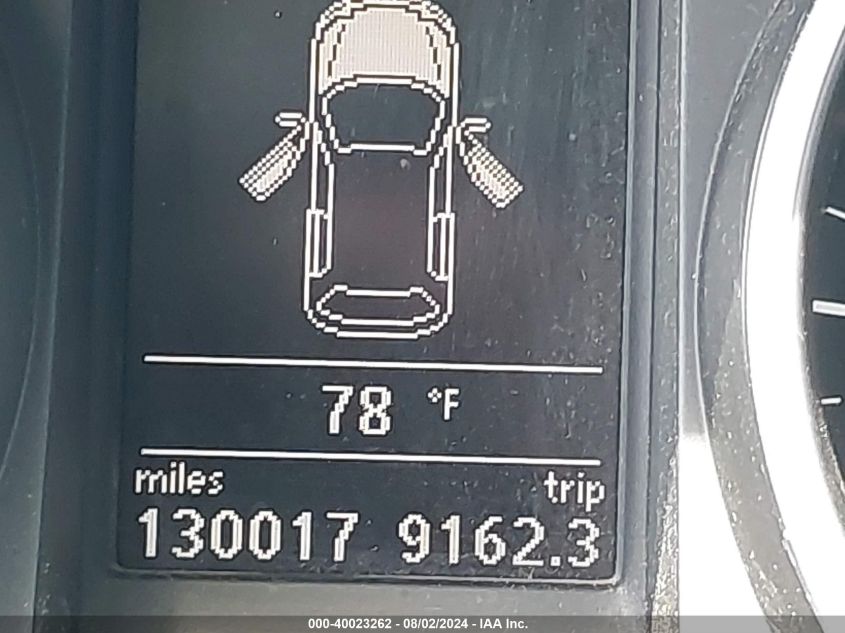 78 °F
miles trip
130017 9162.3
000-40023262 - 08/02/2024 - IAA Inc.